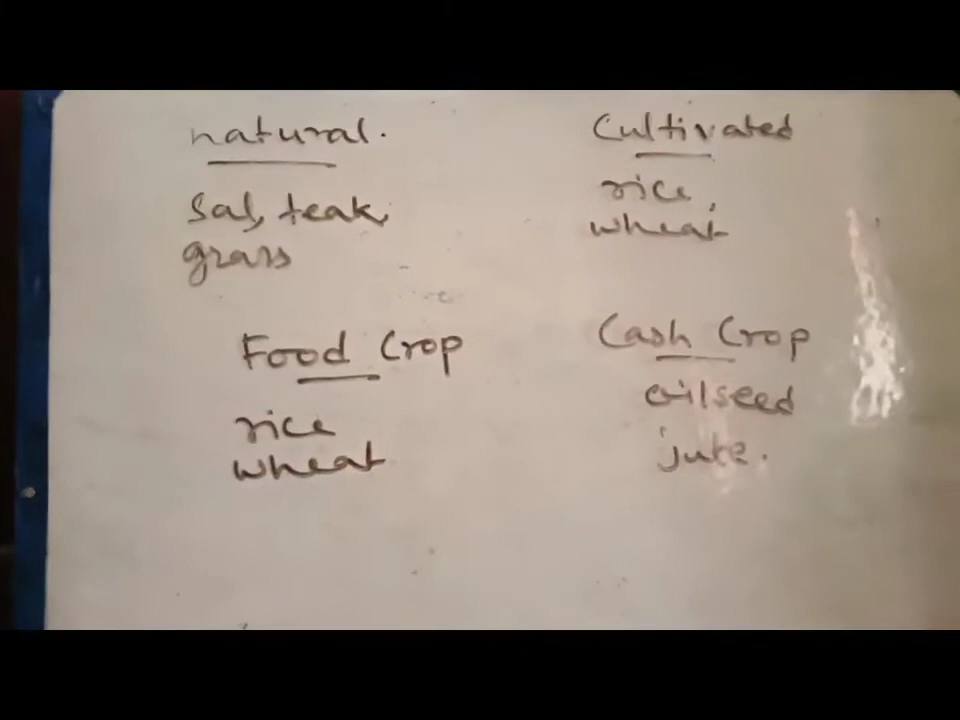 natural.
Sal, teak,
grass
Cultivated
rice,
wheat
Food Crop
rice
wheat
Cash Crop
oilseed
jute.